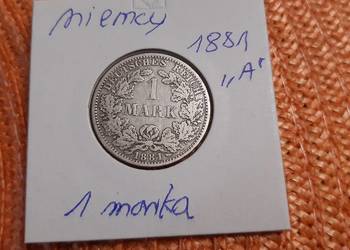 niemcy
1881
„A"
DEUTSCHES REICH
1
MARK
1881
1 marka